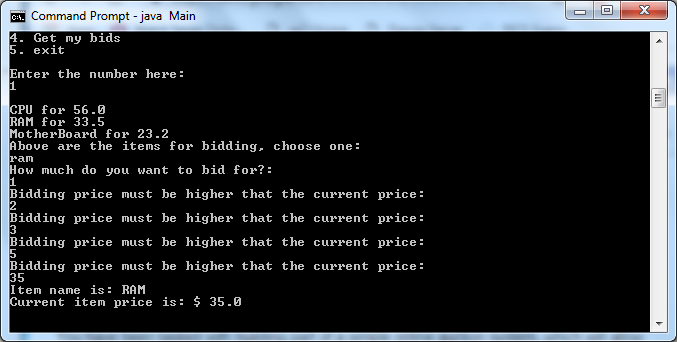 Command Prompt - java Main
4. Get my bids
5. exit
Enter the number here:
1
CPU for 56.0
RAM for 33.5
MotherBoard for 23.2
Above are the items for bidding, choose one:
ram
How much do you want to bid for?:
1
Bidding price must be higher that the current price:
2
Bidding price must be higher that the current price:
3
Bidding price must be higher that the current price:
5
Bidding price must be higher that the current price:
35
Item name is: RAM
Current item price is: $ 35.0